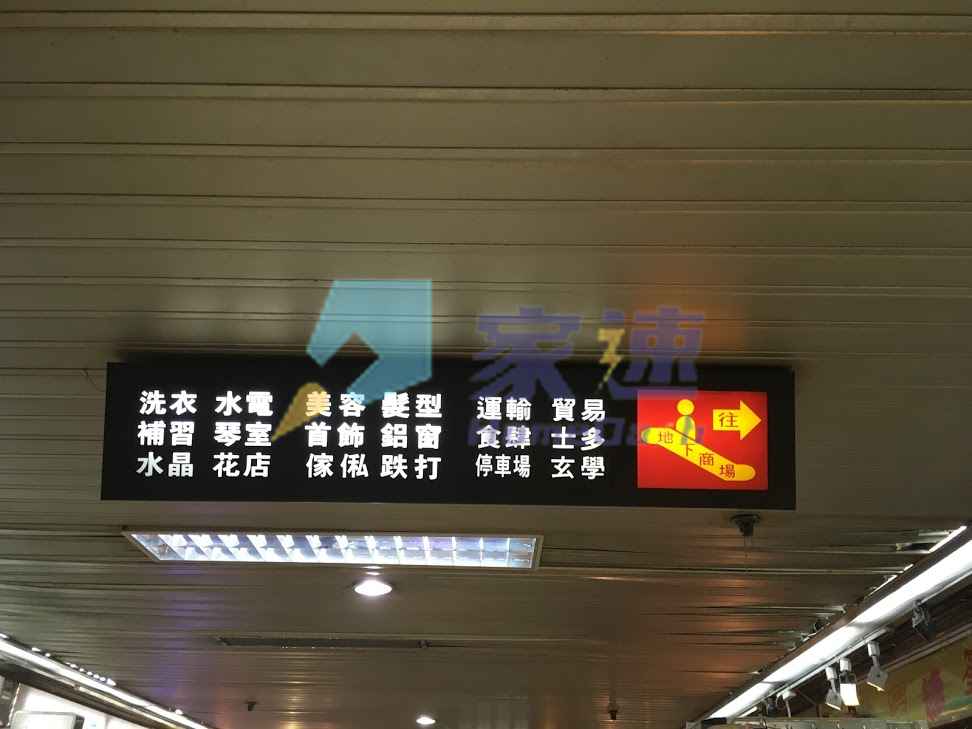 家速
洗衣 水電 美容 髮型 運輸 貿易
補習 琴室 首飾 鋁窗 食肆 士多
水晶 花店 傢俬 跌打 停車場 玄學
往
地下商場